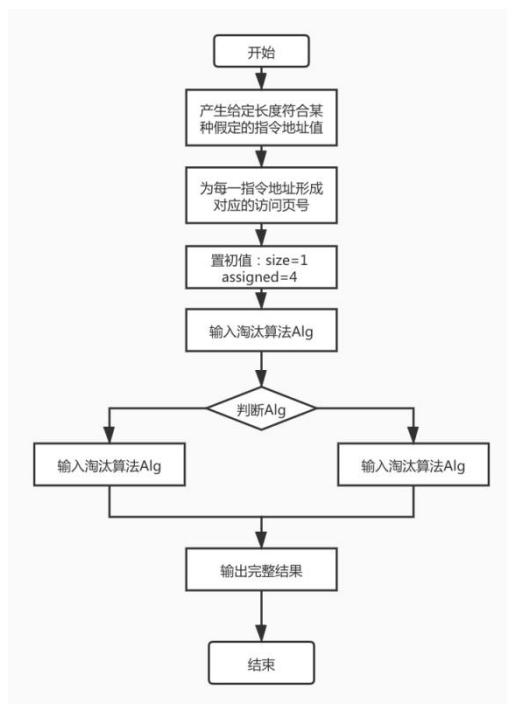 开始
产生给定长度符合某
种假定的指令地址值
为每一指令地址形成
对应的访问页号
置初值：size=1
assigned=4
输入淘汰算法Alg
判断Alg
输入淘汰算法Alg
输入淘汰算法Alg
输出完整结果
结束